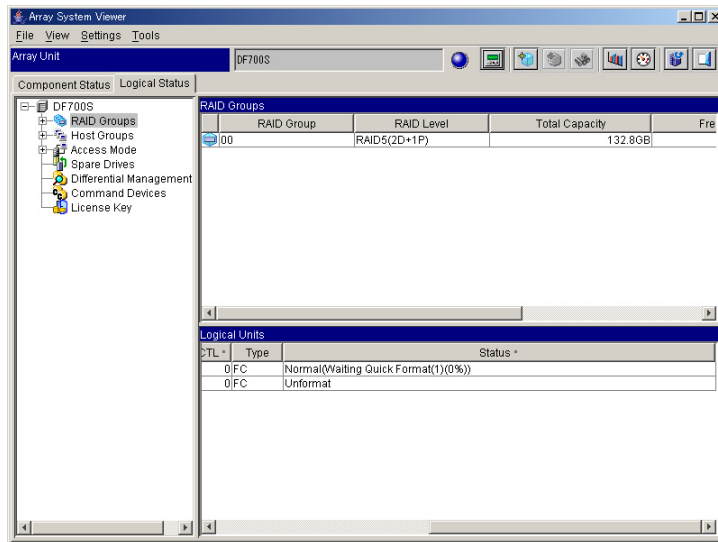 Array System Viewer
File View Settings Tools
Array Unit
DF700S
Component Status Logical Status
DF700S
RAID Groups
Host Groups
Access Mode
Spare Drives
Differential Management
Command Devices
License Key
RAID Groups
RAID Group RAID Level Total Capacity Fre
00 RAID5(2D+1P) 132.8GB
Logical Units
CTL * Type Status *
0 FC Normal(Waiting Quick Format(1)(0%))
0 FC Unformat